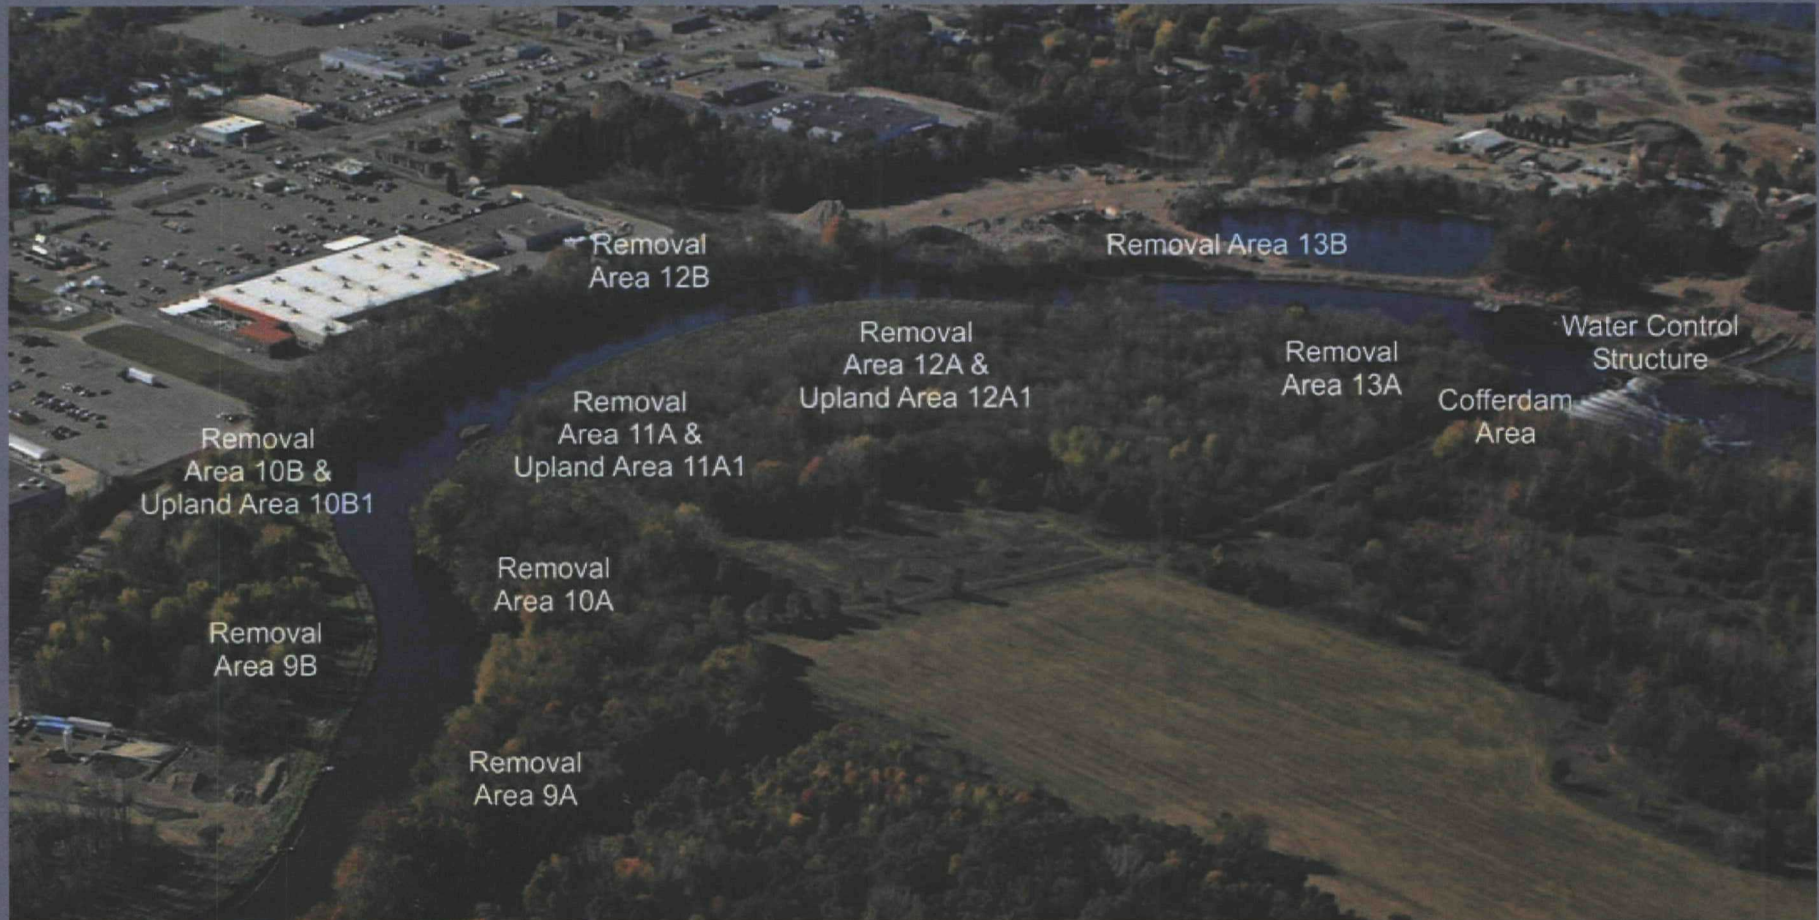 Removal
Area 12B
Removal Area 13B
Removal
Area 12A &
Upland Area 12A1
Water Control
Structure
Removal
Area 13A
Removal
Area 11A &
Upland Area 11A1
Cofferdam
Area
Removal
Area 10B &
Upland Area 10B1
Removal
Area 10A
Removal
Area 9B
Removal
Area 9A